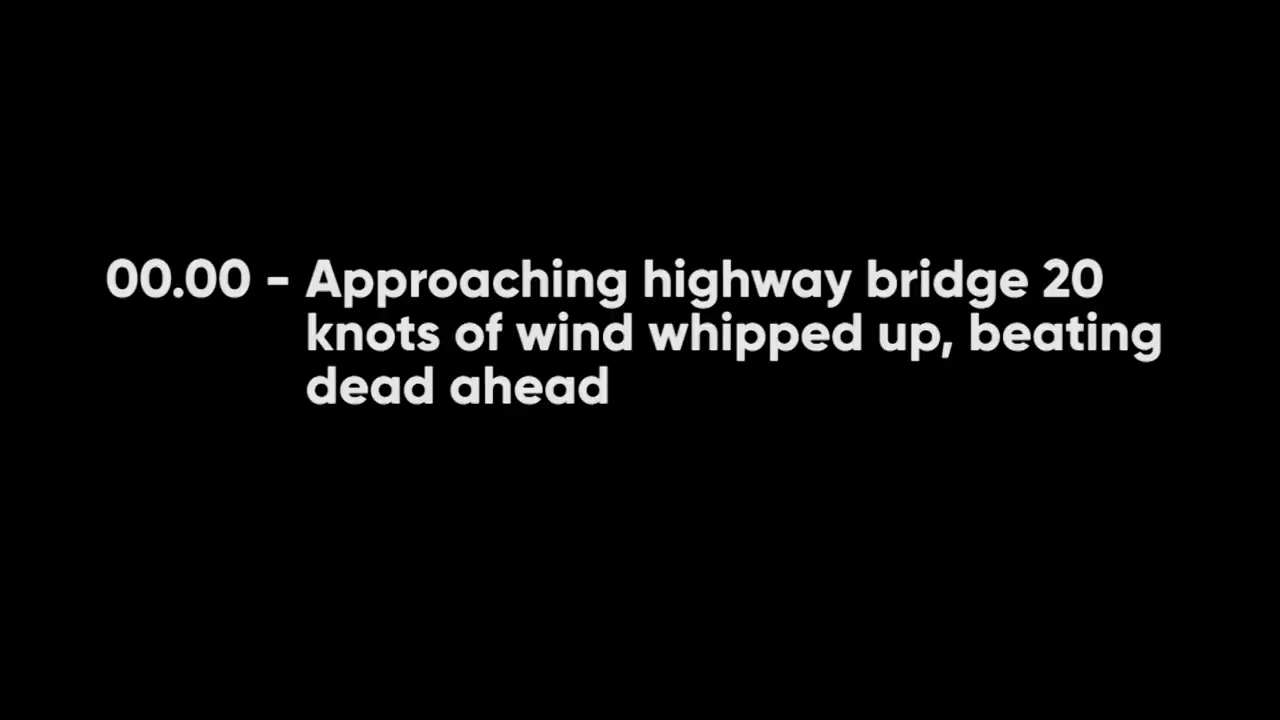 00.00 - Approaching highway bridge 20
knots of wind whipped up, beating
dead ahead